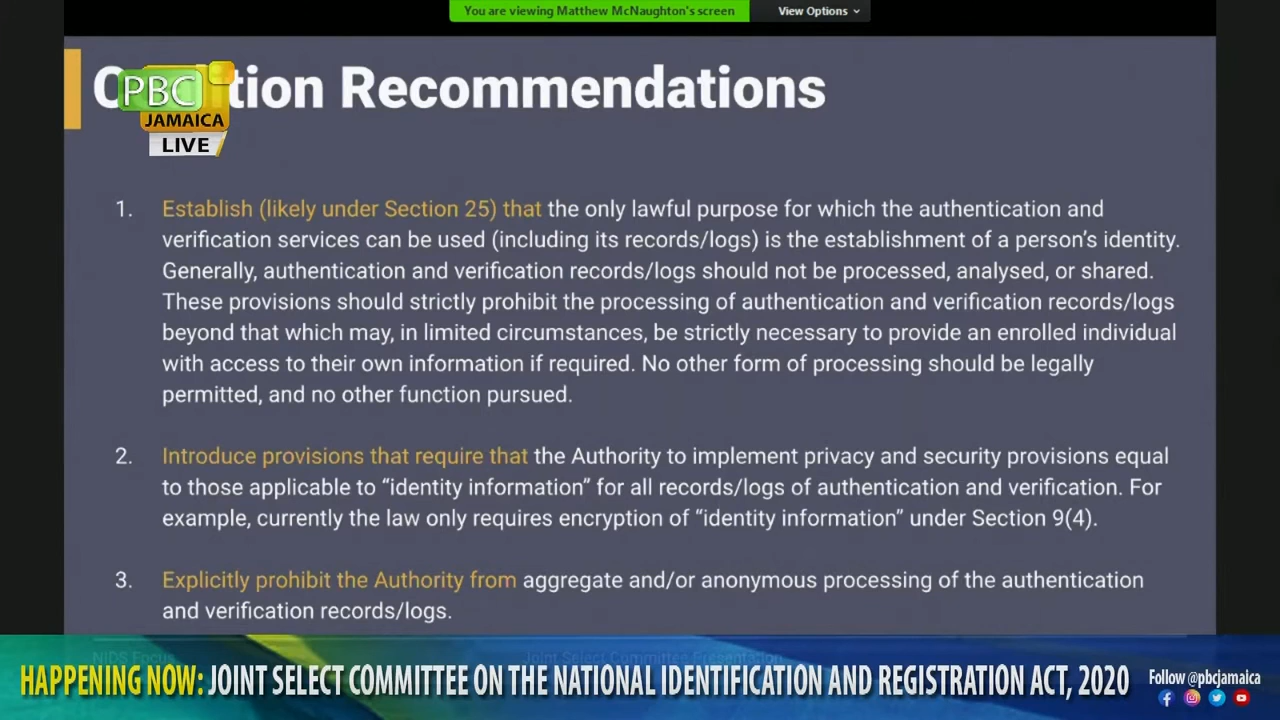 You are viewing Matthew McNaughton's screen
View Options
PBC
JAMAICA
LIVE
Recommendations
1. Establish (likely under Section 25) that the only lawful purpose for which the authentication and
verification services can be used (including its records/logs) is the establishment of a person's identity.
Generally, authentication and verification records/logs should not be processed, analysed, or shared.
These provisions should strictly prohibit the processing of authentication and verification records/logs
beyond that which may, in limited circumstances, be strictly necessary to provide an enrolled individual
with access to their own information if required. No other form of processing should be legally
permitted, and no other function pursued.
2. Introduce provisions that require that the Authority to implement privacy and security provisions equal
to those applicable to “identity information” for all records/logs of authentication and verification. For
example, currently the law only requires encryption of “identity information” under Section 9(4).
3. Explicitly prohibit the Authority from aggregate and/or anonymous processing of the authentication
and verification records/logs.
NIDS Focus
Joint Select Committee Presentation
HAPPENING NOW: JOINT SELECT COMMITTEE ON THE NATIONAL IDENTIFICATION AND REGISTRATION ACT, 2020
Follow @pbcjamaica